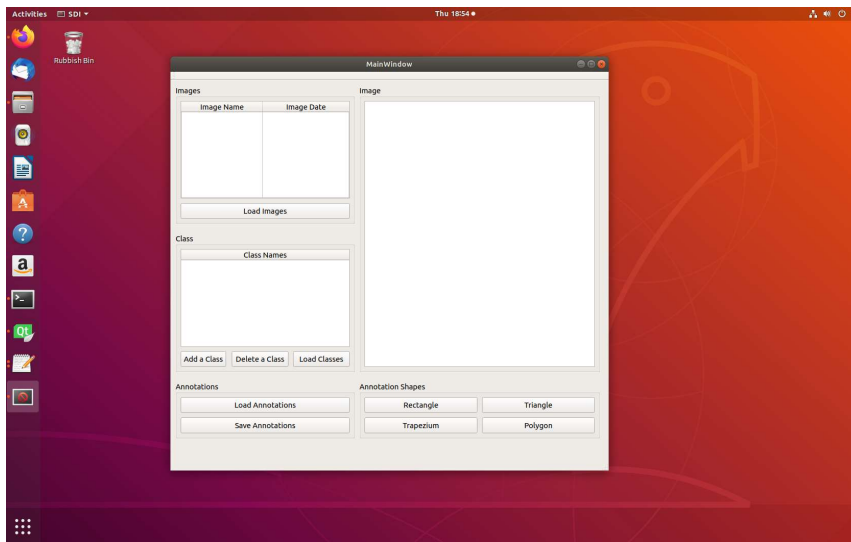 Activities SDI Thu 18:54
Rubbish Bin
MainWindow
Images
Image Name Image Date
Load Images
Class
Class Names
Add a Class Delete a Class Load Classes
Annotations
Load Annotations
Save Annotations
Image
Annotation Shapes
Rectangle Triangle
Trapezium Polygon
A
?
a
>_
Qt